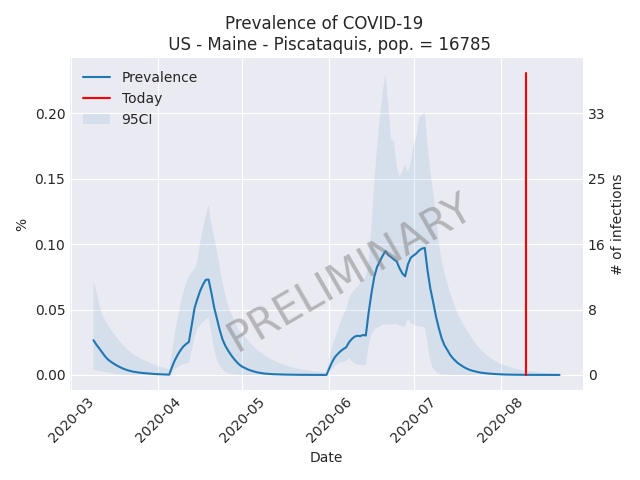 Prevalence of COVID-19
US - Maine - Piscataquis, pop. = 16785
Prevalence
Today
95CI
0.20
0.15
0.10
0.05
0.00
%
33
25
16
8
0
# of infections
PRELIMINARY
2020-03
2020-04
2020-05
2020-06
2020-07
2020-08
Date